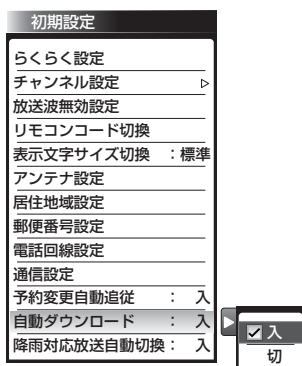 初期設定
らくらく設定
チャンネル設定
放送波無効設定
リモコンコード切換
表示文字サイズ切換 ：標準
アンテナ設定
居住地域設定
郵便番号設定
電話回線設定
通信設定
予約変更自動追従 ： 入
自動ダウンロード ： 入
降雨対応放送自動切換： 入
入
切